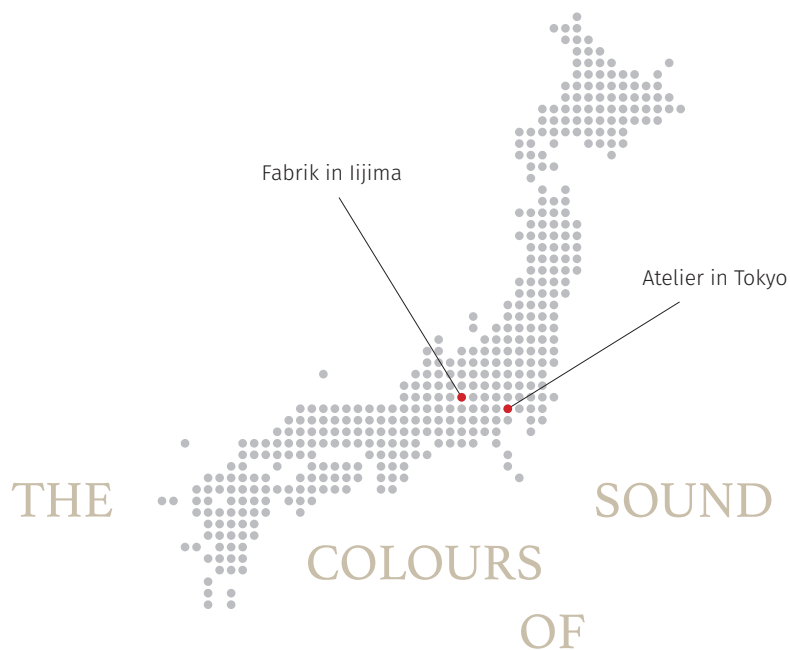 Fabrik in Iijima
Atelier in Tokyo
THE
SOUND
COLOURS
OF